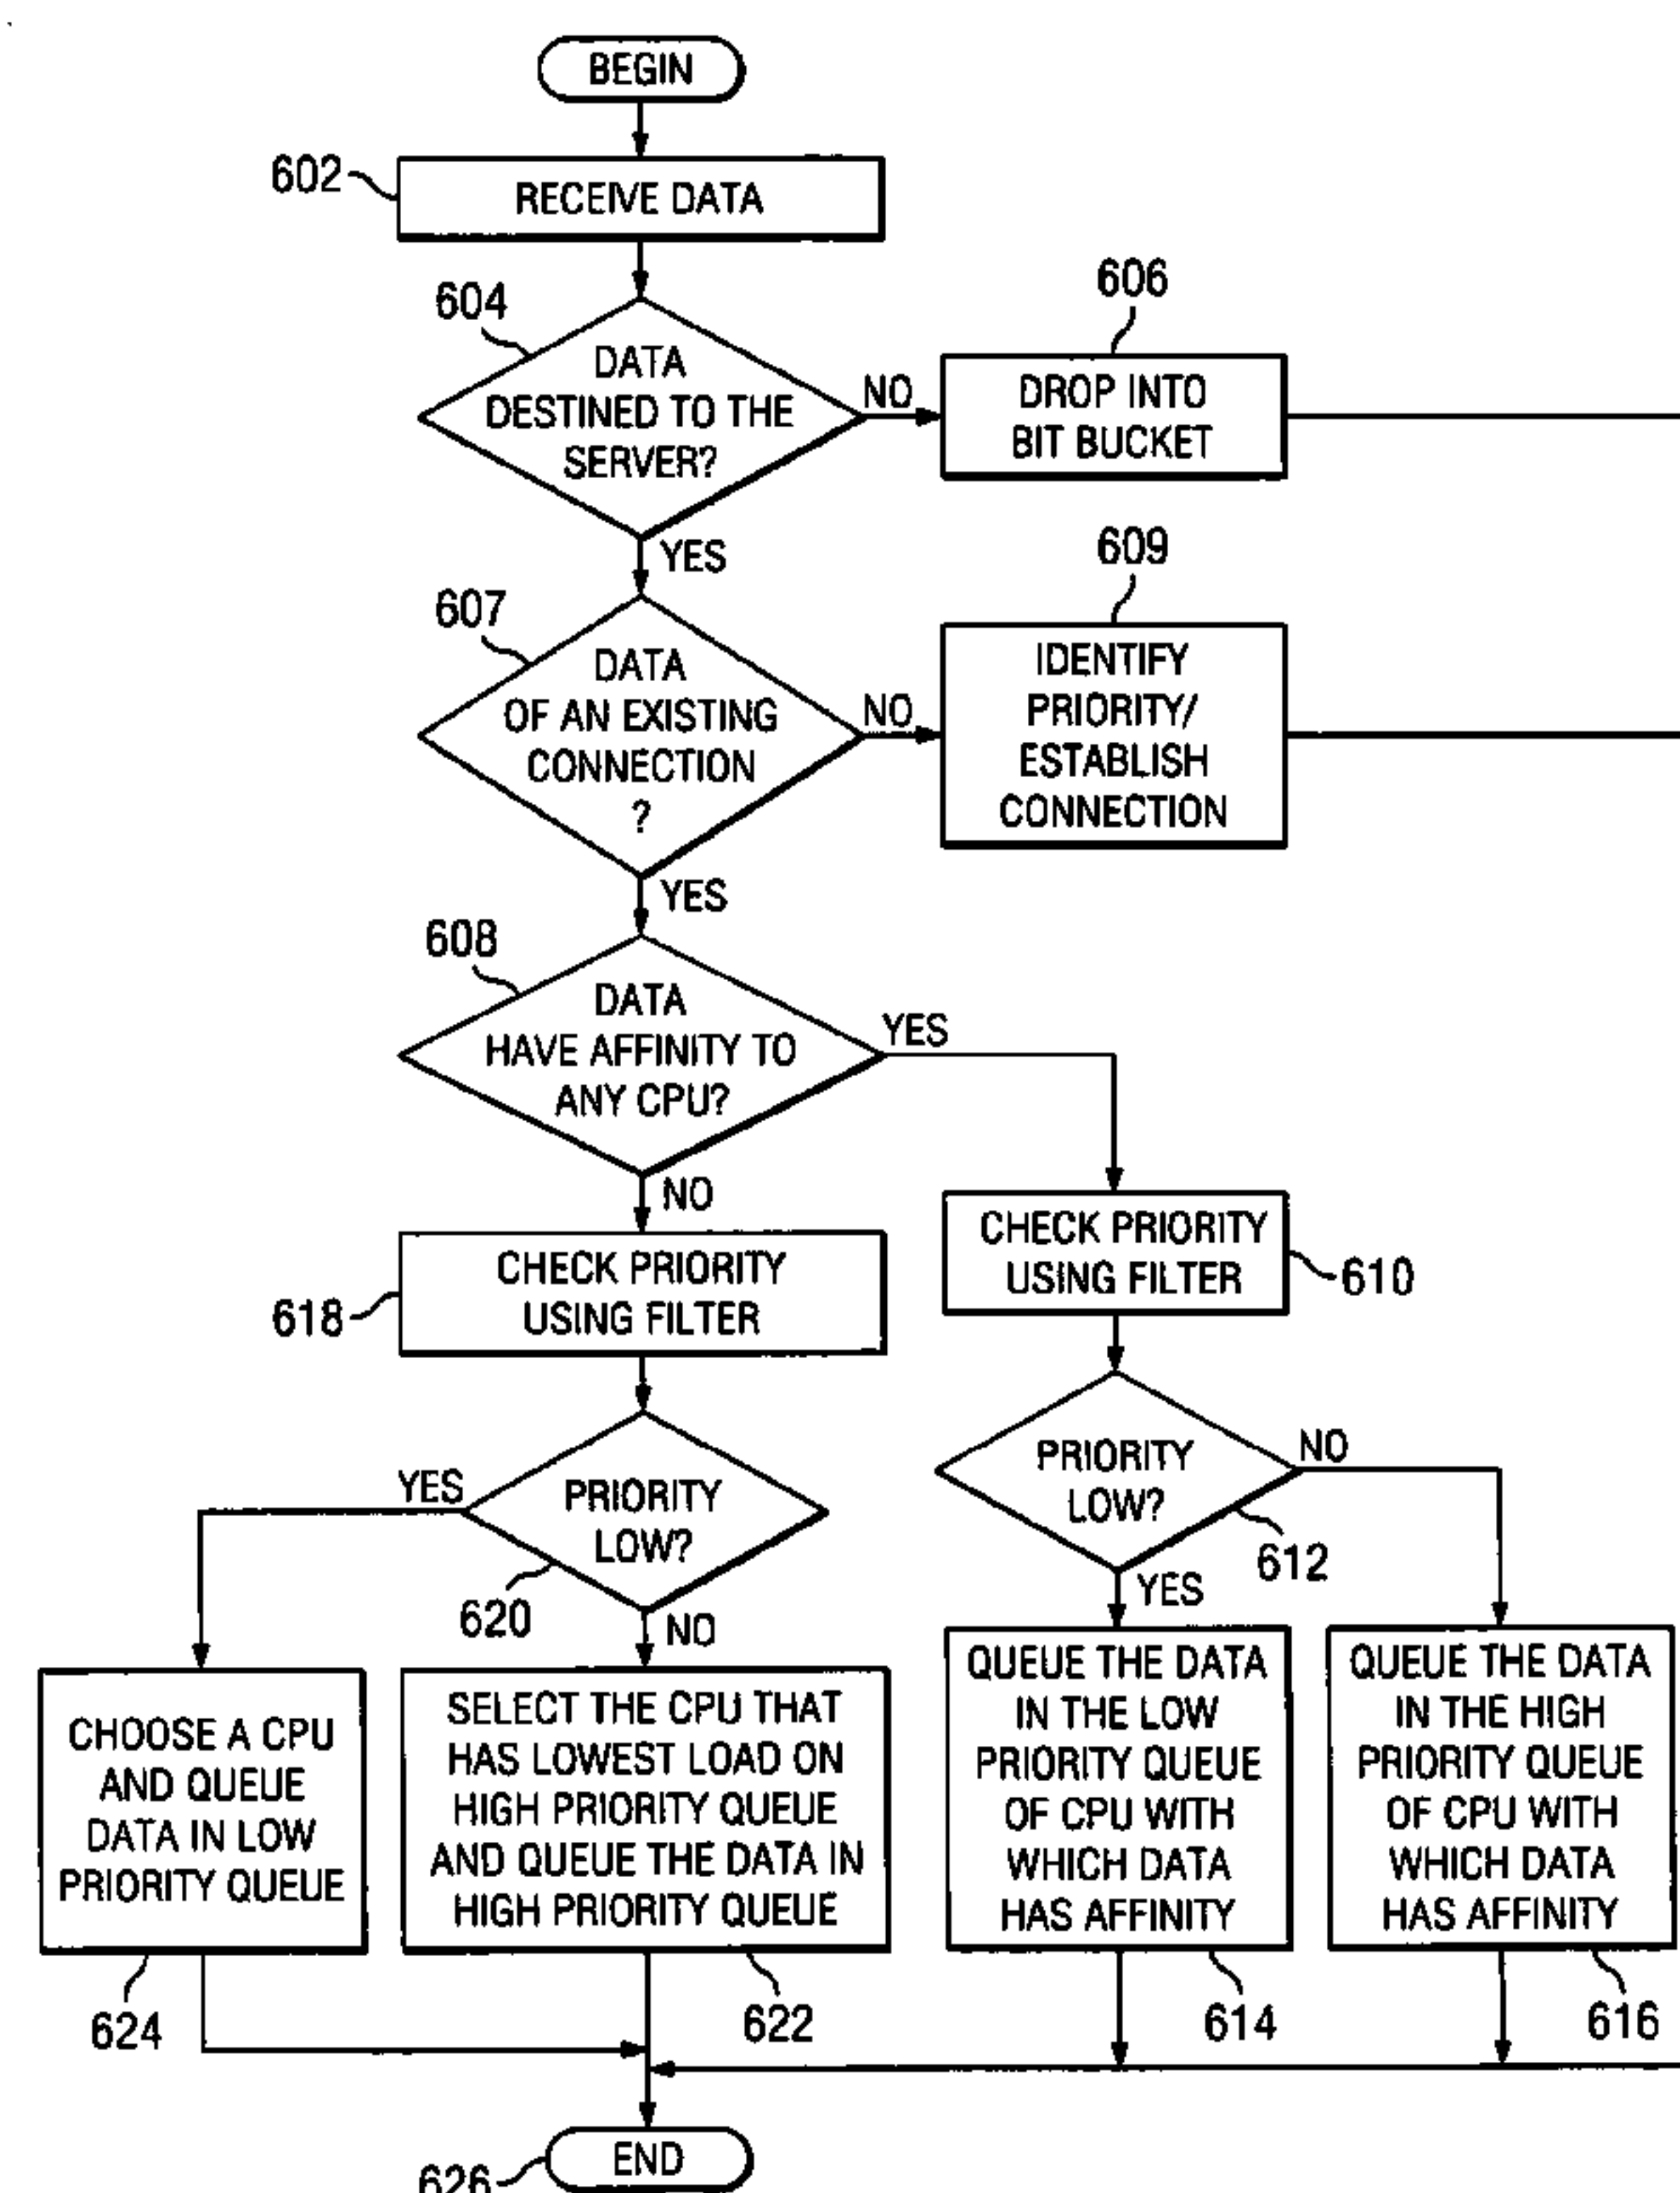 BEGIN
602
RECEIVE DATA
604
DATA
DESTINED TO THE
SERVER?
NO
606
DROP INTO
BIT BUCKET
YES
607
DATA
OF AN EXISTING
CONNECTION
?
NO
609
IDENTIFY
PRIORITY/
ESTABLISH
CONNECTION
YES
608
DATA
HAVE AFFINITY TO
ANY CPU?
YES
NO
618
CHECK PRIORITY
USING FILTER
CHECK PRIORITY
USING FILTER
610
YES
PRIORITY
LOW?
620
NO
PRIORITY
LOW?
NO
612
YES
CHOOSE A CPU
AND QUEUE
DATA IN LOW
PRIORITY QUEUE
624
SELECT THE CPU THAT
HAS LOWEST LOAD ON
HIGH PRIORITY QUEUE
AND QUEUE THE DATA IN
HIGH PRIORITY QUEUE
622
QUEUE THE DATA
IN THE LOW
PRIORITY QUEUE
OF CPU WITH
WHICH DATA
HAS AFFINITY
614
QUEUE THE DATA
IN THE HIGH
PRIORITY QUEUE
OF CPU WITH
WHICH DATA
HAS AFFINITY
616
END
626